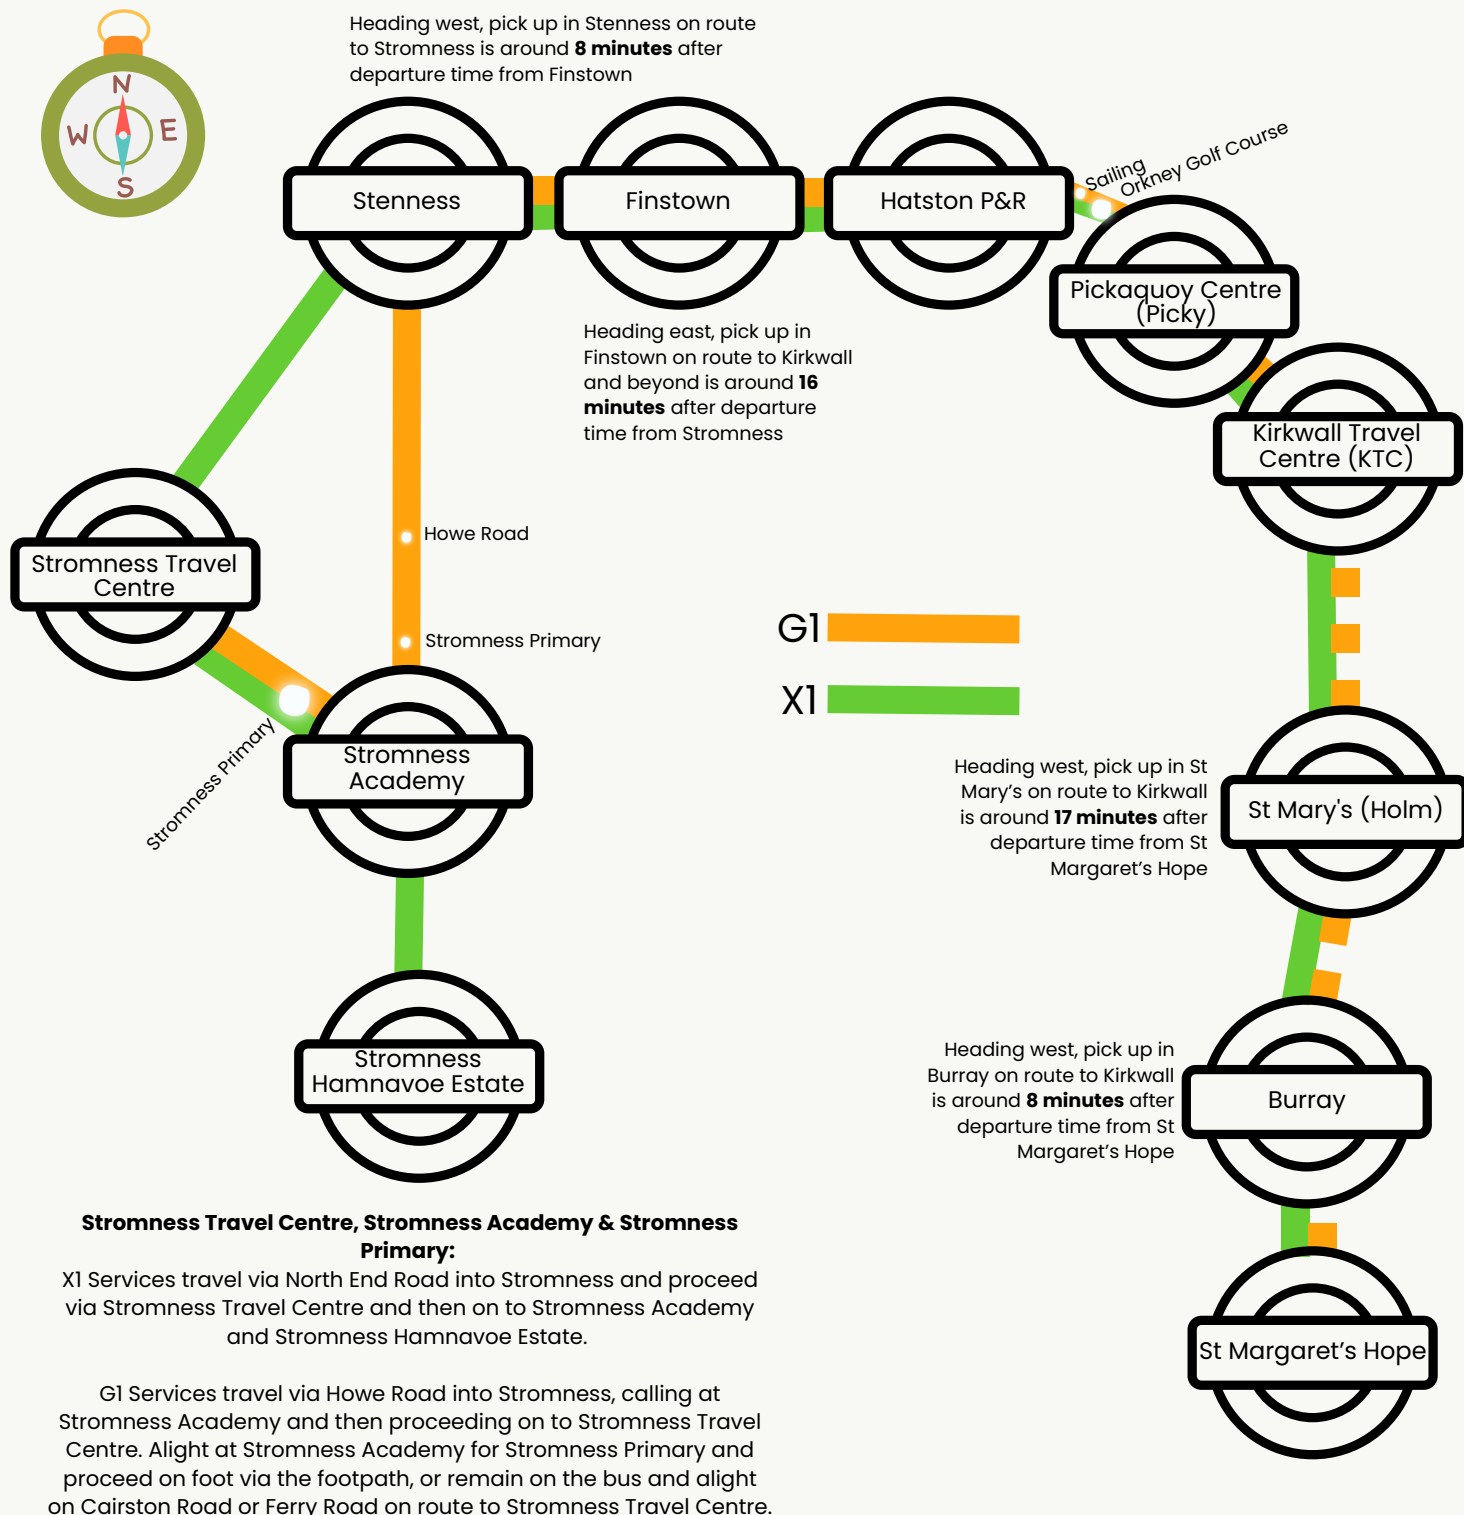 Heading west, pick up in Stenness on route
to Stromness is around 8 minutes after
departure time from Finstown
N
W
E
S
Stenness
Finstown
Hatston P&R
Sailing
Orkney Golf Course
Pickaquoy Centre
(Picky)
Heading east, pick up in
Finstown on route to Kirkwall
and beyond is around 16
minutes after departure
time from Stromness
Kirkwall Travel
Centre (KTC)
Howe Road
Stromness Travel
Centre
Stromness Primary
G1
X1
Stromness Primary
Stromness
Academy
Heading west, pick up in St
Mary’s on route to Kirkwall
is around 17 minutes after
departure time from St
Margaret’s Hope
St Mary's (Holm)
Stromness
Hamnavoe Estate
Heading west, pick up in
Burray on route to Kirkwall
is around 8 minutes after
departure time from St
Margaret’s Hope
Burray
Stromness Travel Centre, Stromness Academy & Stromness
Primary:
X1 Services travel via North End Road into Stromness and proceed
via Stromness Travel Centre and then on to Stromness Academy
and Stromness Hamnavoe Estate.
St Margaret’s Hope
G1 Services travel via Howe Road into Stromness, calling at
Stromness Academy and then proceeding on to Stromness Travel
Centre. Alight at Stromness Academy for Stromness Primary and
proceed on foot via the footpath, or remain on the bus and alight
on Cairston Road or Ferry Road on route to Stromness Travel Centre.